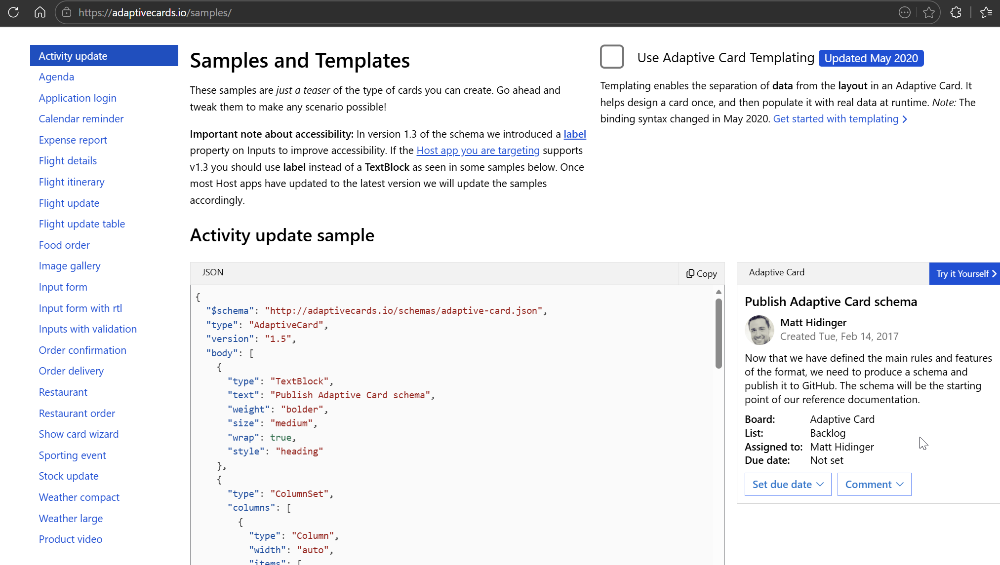 https://adaptivecards.io/samples/
Activity update
Agenda
Application login
Calendar reminder
Expense report
Flight details
Flight itinerary
Flight update
Flight update table
Food order
Image gallery
Input form
Input form with rtl
Inputs with validation
Order confirmation
Order delivery
Restaurant
Restaurant order
Show card wizard
Sporting event
Stock update
Weather compact
Weather large
Product video
Samples and Templates
These samples are just a teaser of the type of cards you can create. Go ahead and
tweak them to make any scenario possible!
Important note about accessibility: In version 1.3 of the schema we introduced a label
property on Inputs to improve accessibility. If the Host app you are targeting supports
v1.3 you should use label instead of a TextBlock as seen in some samples below. Once
most Host apps have updated to the latest version we will update the samples
accordingly.
Use Adaptive Card Templating Updated May 2020
Templating enables the separation of data from the layout in an Adaptive Card. It
helps design a card once, and then populate it with real data at runtime. Note: The
binding syntax changed in May 2020. Get started with templating >
Activity update sample
JSON
Copy
{
"$schema": "http://adaptivecards.io/schemas/adaptive-card.json",
"type": "AdaptiveCard",
"version": "1.5",
"body": [
{
"type": "TextBlock",
"text": "Publish Adaptive Card schema",
"weight": "bolder",
"size": "medium",
"wrap": true,
"style": "heading"
},
{
"type": "ColumnSet",
"columns": [
{
"type": "Column",
"width": "auto",
"items": [
Adaptive Card
Try it Yourself >
Publish Adaptive Card schema
Matt Hidinger
Created Tue, Feb 14, 2017
Now that we have defined the main rules and features
of the format, we need to produce a schema and
publish it to GitHub. The schema will be the starting
point of our reference documentation.
Board: Adaptive Card
List: Backlog
Assigned to: Matt Hidinger
Due date: Not set
Set due date
Comment